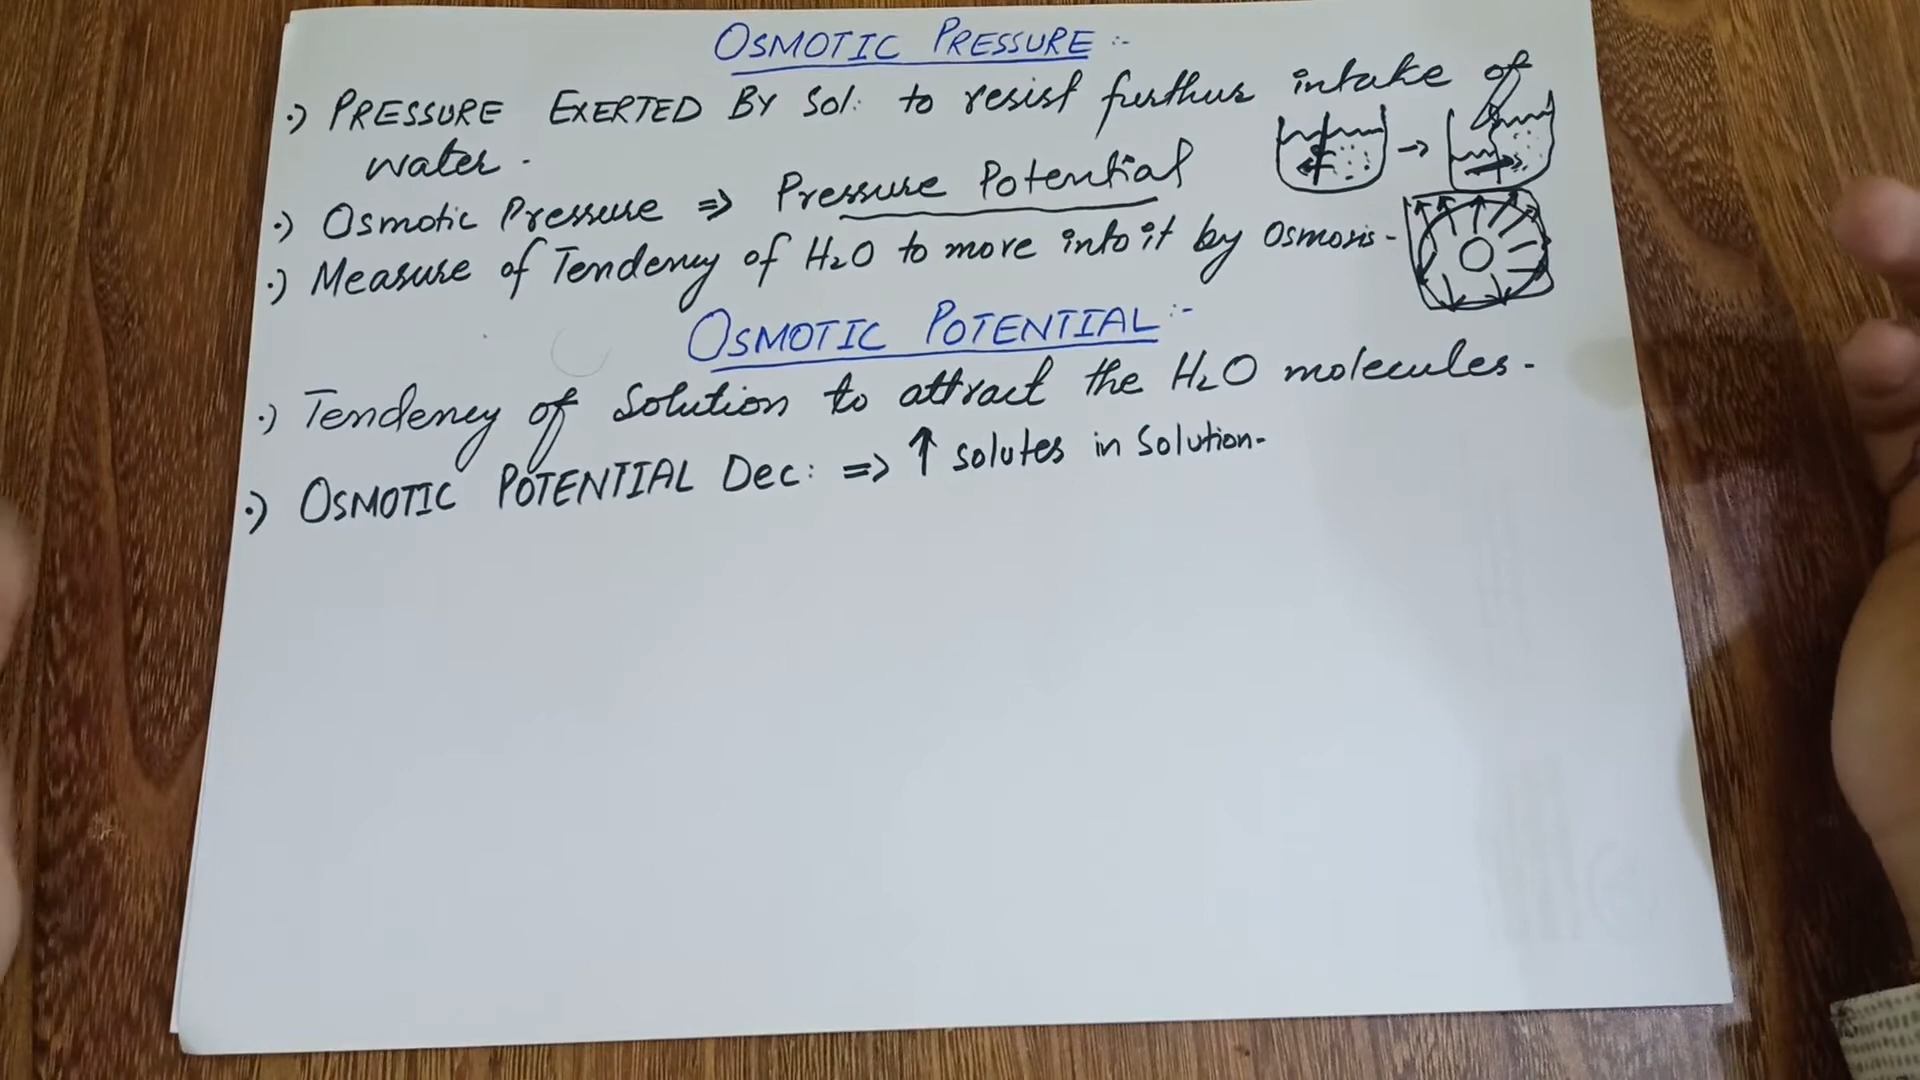 OSMOTIC PRESSURE :-
·) PRESSURE EXERTED BY Sol: to resist further intake of
water.
·) Osmotic Pressure ⇒ Pressure Potential
·) Measure of Tendency of H₂O to move into it by Osmosis-
OSMOTIC POTENTIAL :-
·) Tendency of Solution to attract the H₂O molecules.
·) OSMOTIC POTENTIAL Dec: ⇒ ↑ solutes in Solution-